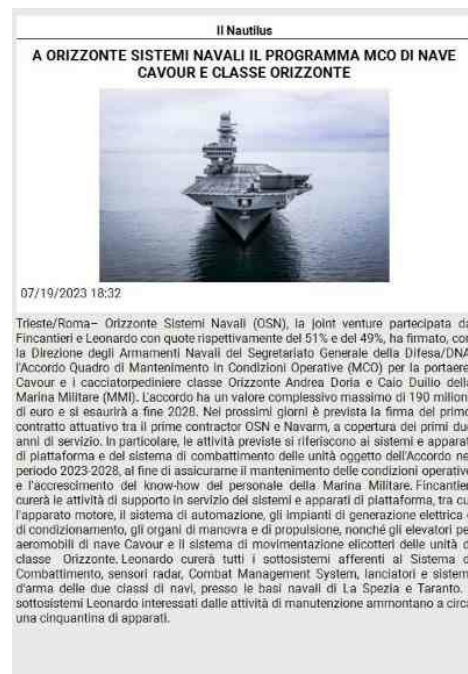 Il Nautilus
A ORIZZONTE SISTEMI NAVALI IL PROGRAMMA MCO DI NAVE
CAVOUR E CLASSE ORIZZONTE
07/19/2023 18:32
Trieste/Roma– Orizzonte Sistemi Navali (OSN), la joint venture partecipata da
Fincantieri e Leonardo con quote rispettivamente del 51% e del 49%, ha firmato, con
la Direzione degli Armamenti Navali del Segretariato Generale della Difesa/DNA
l'Accordo Quadro di Mantenimento in Condizioni Operative (MCO) per la portaerei
Cavour e i cacciatorpediniere classe Orizzonte Andrea Doria e Caio Duilio della
Marina Militare (MMI). L'accordo ha un valore complessivo massimo di 190 milioni
di euro e si esaurirà a fine 2028. Nei prossimi giorni è prevista la firma del primo
contratto attuativo tra il prime contractor OSN e Navarm, a copertura dei primi due
anni di servizio. In particolare, le attività previste si riferiscono ai sistemi e apparati
di piattaforma e del sistema di combattimento delle unità oggetto dell'Accordo nel
periodo 2023-2028, al fine di assicurarne il mantenimento delle condizioni operative
e l'accrescimento del know-how del personale della Marina Militare. Fincantieri
curerà le attività di supporto in servizio dei sistemi e apparati di piattaforma, tra cui
l'apparato motore, il sistema di automazione, gli impianti di generazione elettrica e
di condizionamento, gli organi di manovra e di propulsione, nonché gli elevatori per
aeromobili di nave Cavour e il sistema di movimentazione elicotteri delle unità di
classe Orizzonte. Leonardo curerà tutti i sottosistemi afferenti al Sistema di
Combattimento, sensori radar, Combat Management System, lanciatori e sistemi
d'arma delle due classi di navi, presso le basi navali di La Spezia e Taranto. I
sottosistemi Leonardo interessati dalle attività di manutenzione ammontano a circa
una cinquantina di apparati.